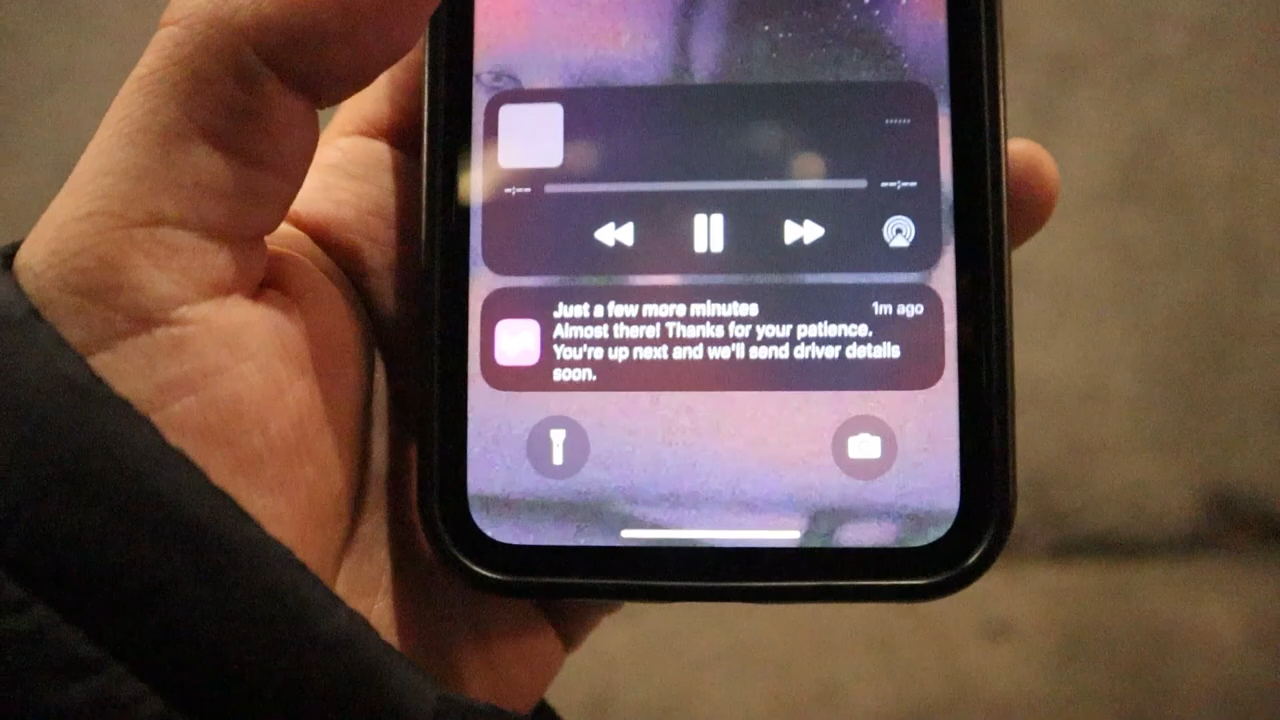 --:--
--:--
Just a few more minutes
1m ago
Almost there! Thanks for your patience.
You're up next and we'll send driver details
soon.